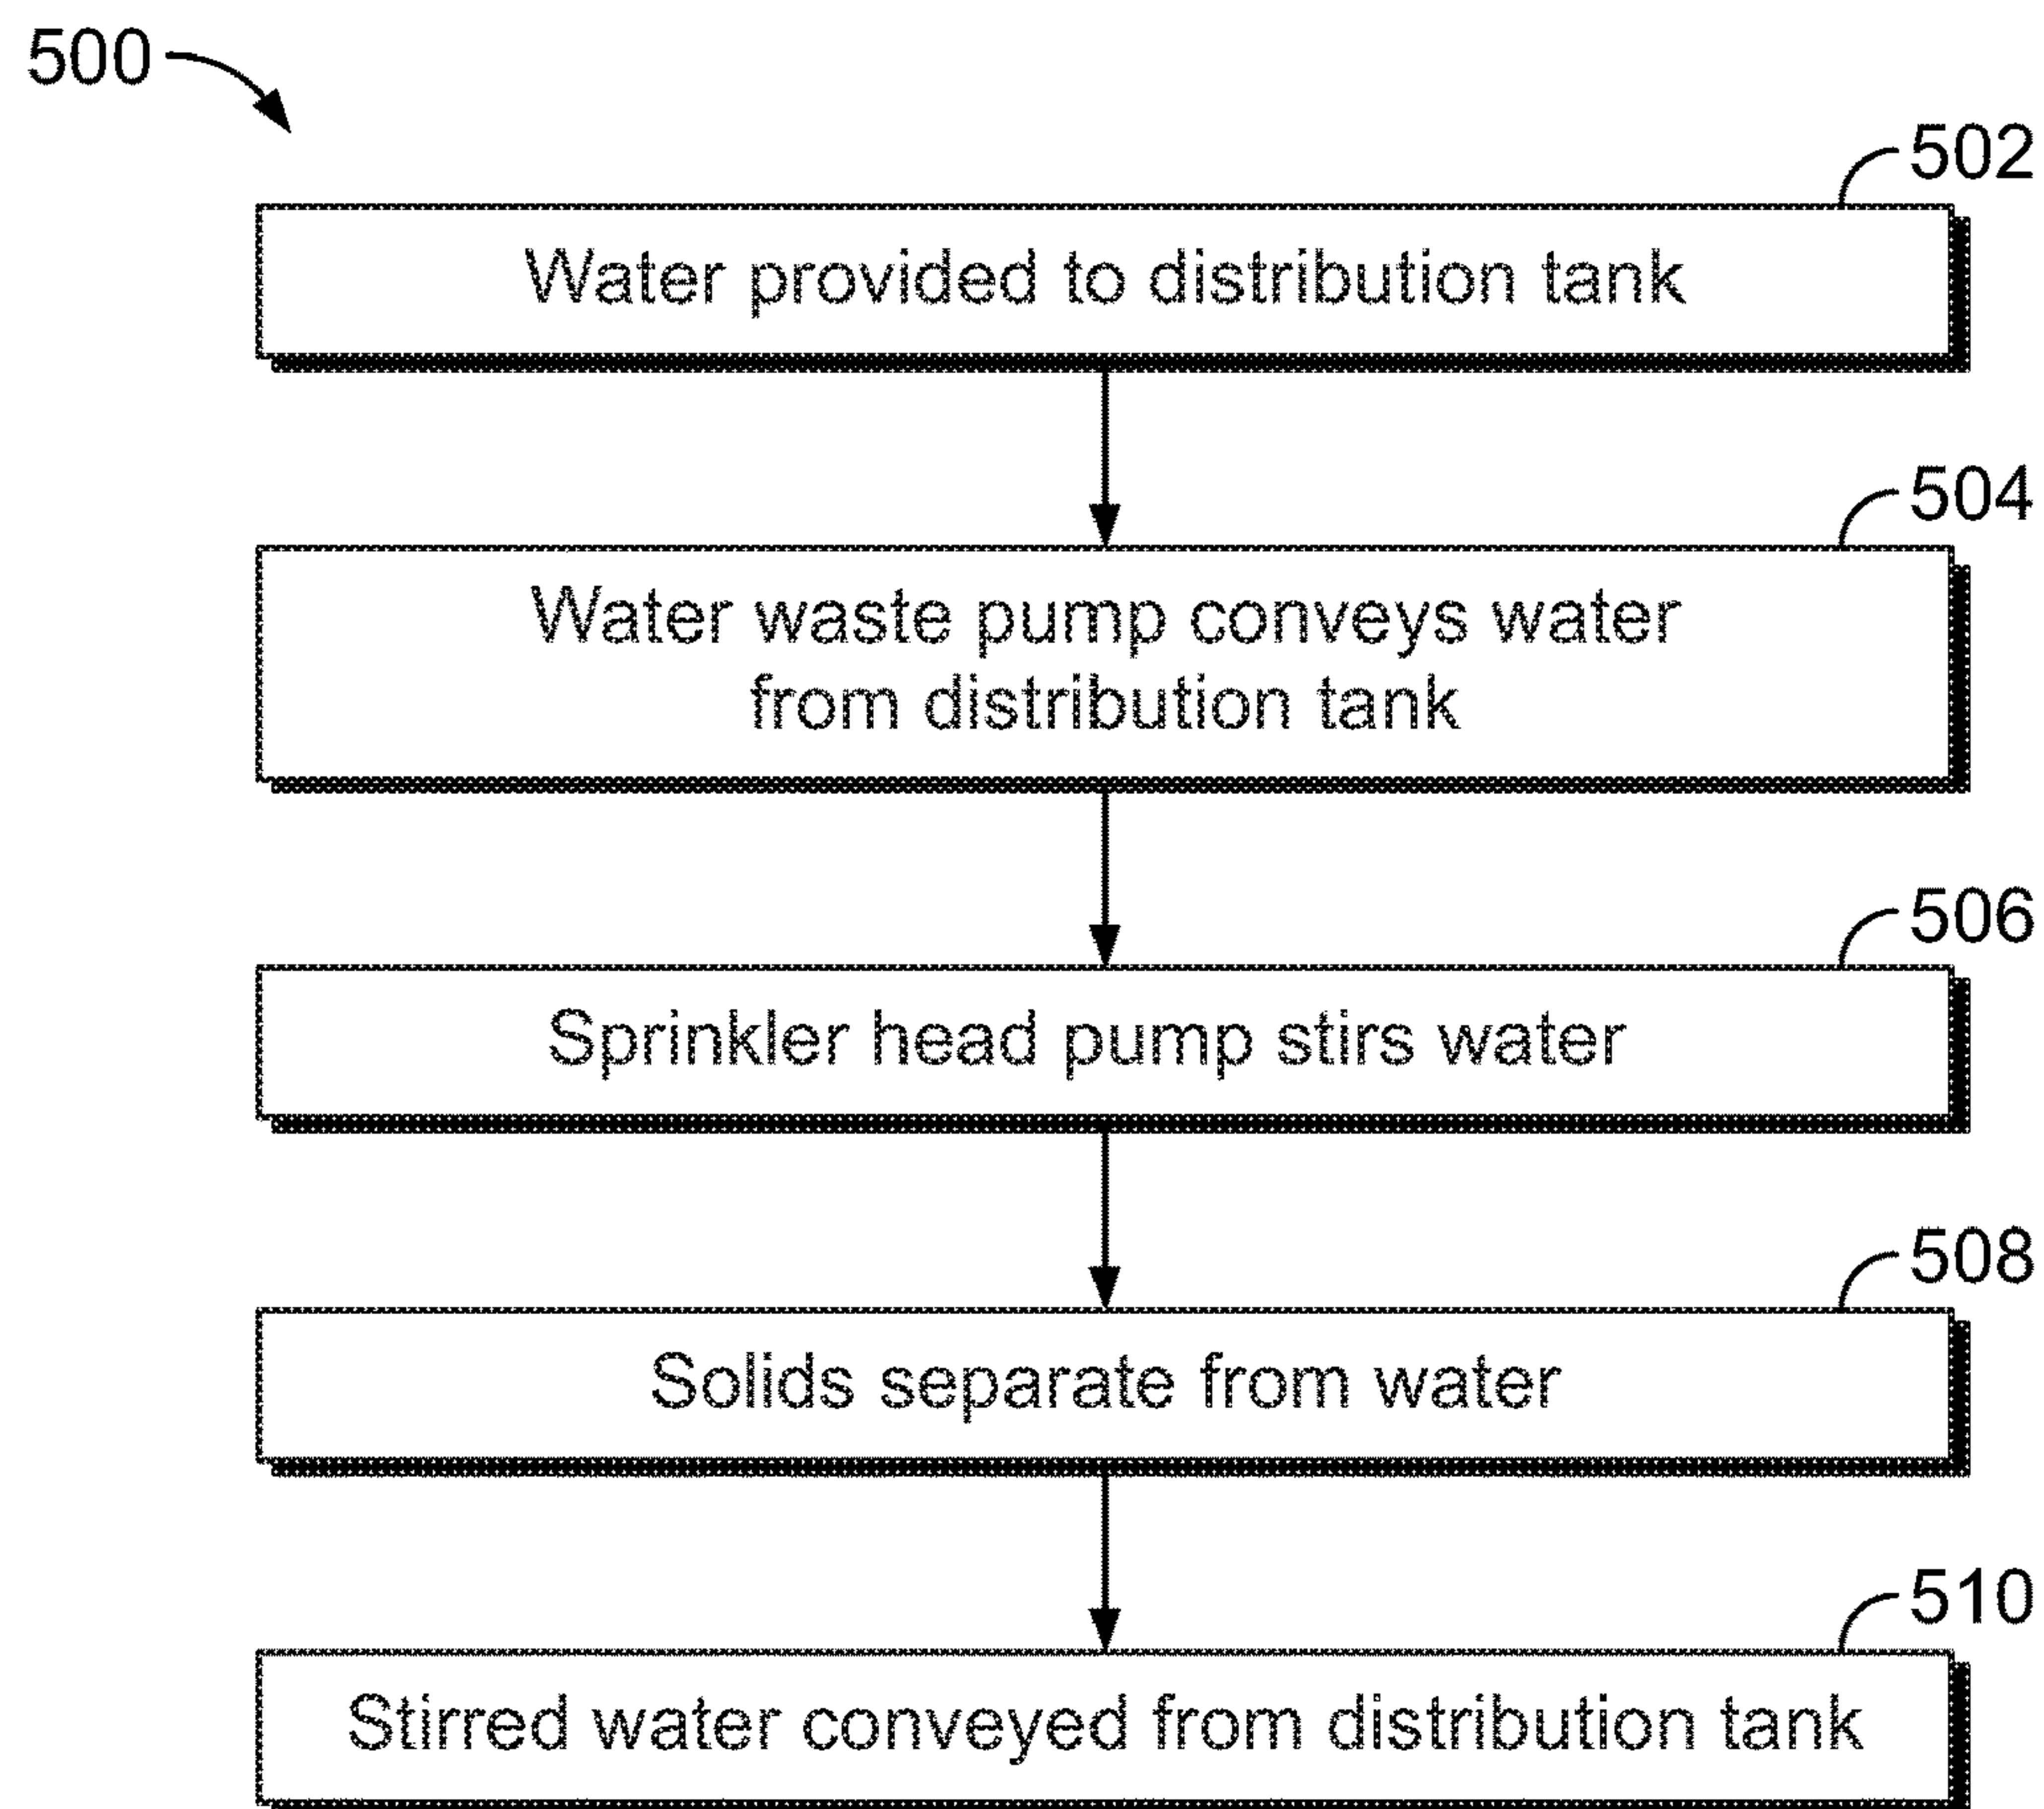 500
502
Water provided to distribution tank
504
Water waste pump conveys water
from distribution tank
506
Sprinkler head pump stirs water
508
Solids separate from water
510
Stirred water conveyed from distribution tank